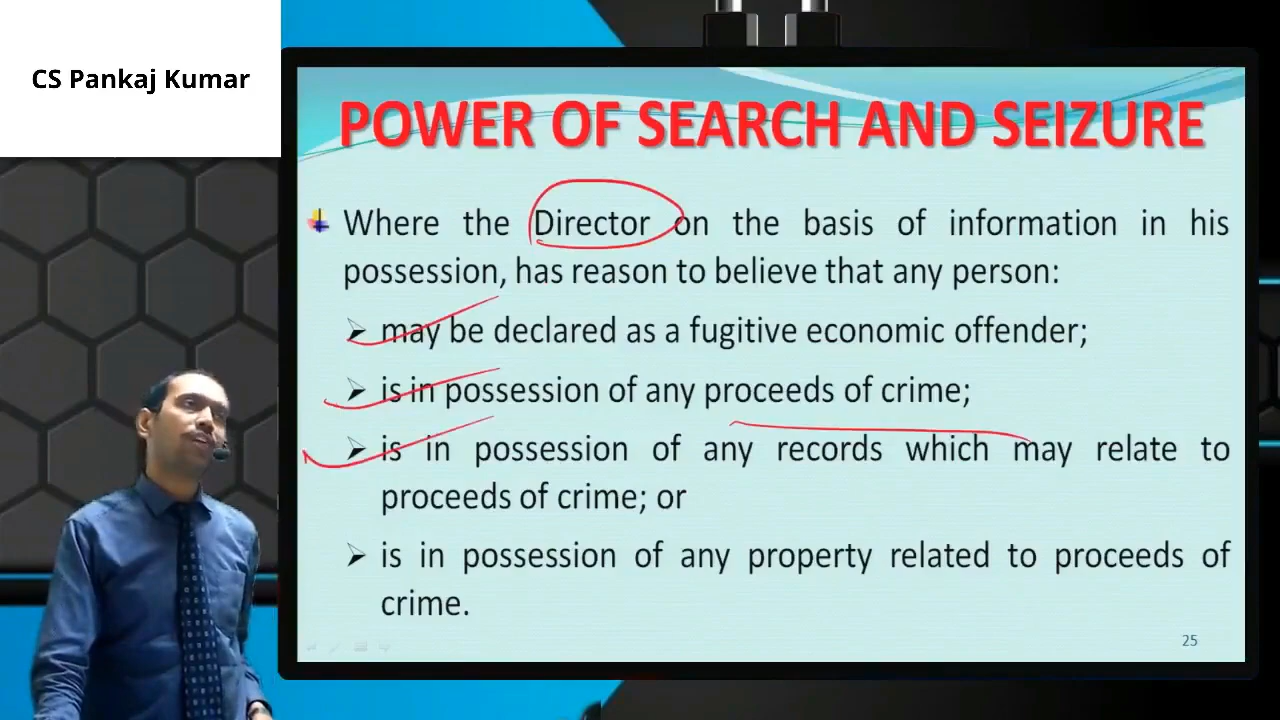 CS Pankaj Kumar
POWER OF SEARCH AND SEIZURE
Where the Director on the basis of information in his
possession, has reason to believe that any person:
may be declared as a fugitive economic offender;
is in possession of any proceeds of crime;
is in possession of any records which may relate to
proceeds of crime; or
is in possession of any property related to proceeds of
crime.
25